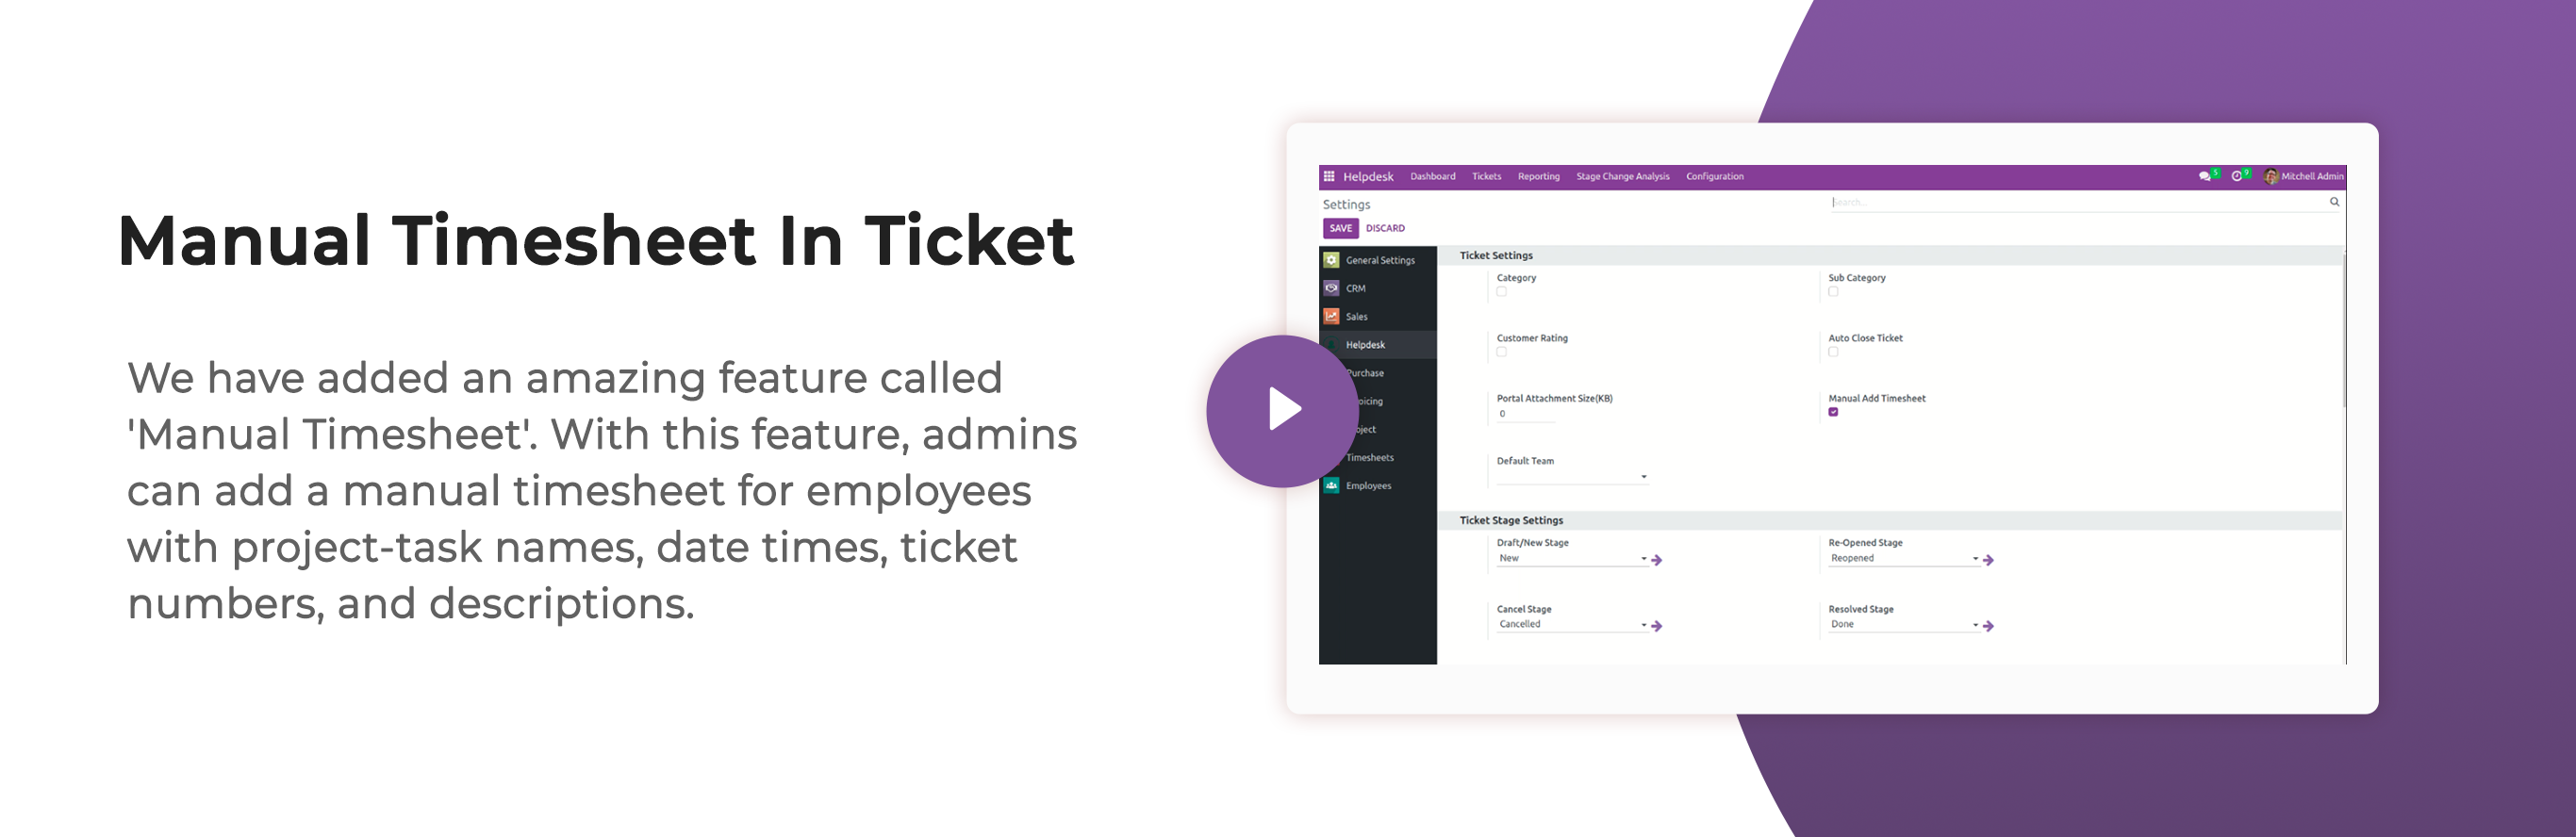 Manual Timesheet In Ticket
We have added an amazing feature called
'Manual Timesheet'. With this feature, admins
can add a manual timesheet for employees
with project-task names, date times, ticket
numbers, and descriptions.
Helpdesk Dashboard Tickets Reporting Stage Change Analysis Configuration 5 9 Mitchell Admin
Settings Search...
SAVE DISCARD
General Settings
CRM
Sales
Helpdesk
Purchase
oicing
oject
Timesheets
Employees
Ticket Settings
Category Sub Category
Customer Rating Auto Close Ticket
Portal Attachment Size(KB) Manual Add Timesheet
0
Default Team
Ticket Stage Settings
Draft/New Stage Re-Opened Stage
New Reopened
Cancel Stage Resolved Stage
Cancelled Done